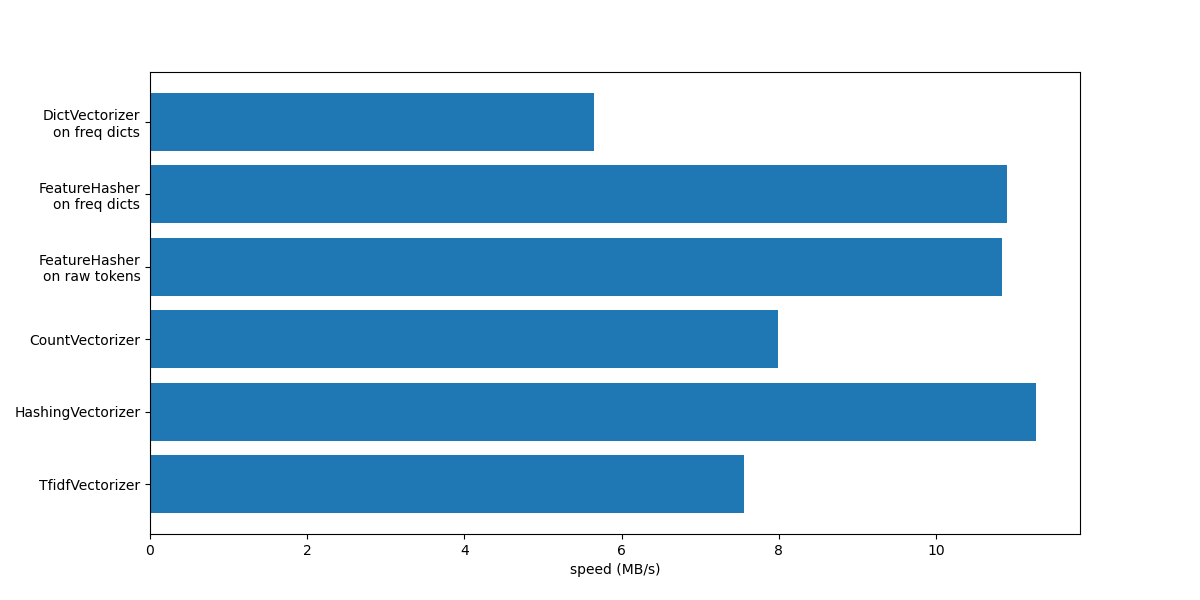 DictVectorizer
on freq dicts
FeatureHasher
on freq dicts
FeatureHasher
on raw tokens
CountVectorizer
HashingVectorizer
TfidfVectorizer
0 2 4 6 8 10
speed (MB/s)